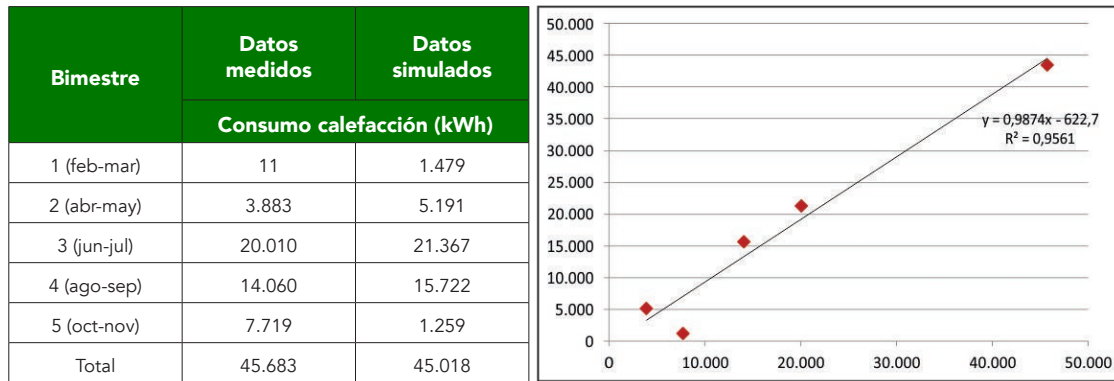 Bimestre
Datos medidos
Datos simulados
Consumo calefacción (kWh)
1 (feb-mar) 11 1.479
2 (abr-may) 3.883 5.191
3 (jun-jul) 20.010 21.367
4 (ago-sep) 14.060 15.722
5 (oct-nov) 7.719 1.259
Total 45.683 45.018
50.000
45.000
40.000
35.000
30.000
25.000
20.000
15.000
10.000
5.000
0
y = 0,9874x - 622,7
R² = 0,9561
0 10.000 20.000 30.000 40.000 50.000